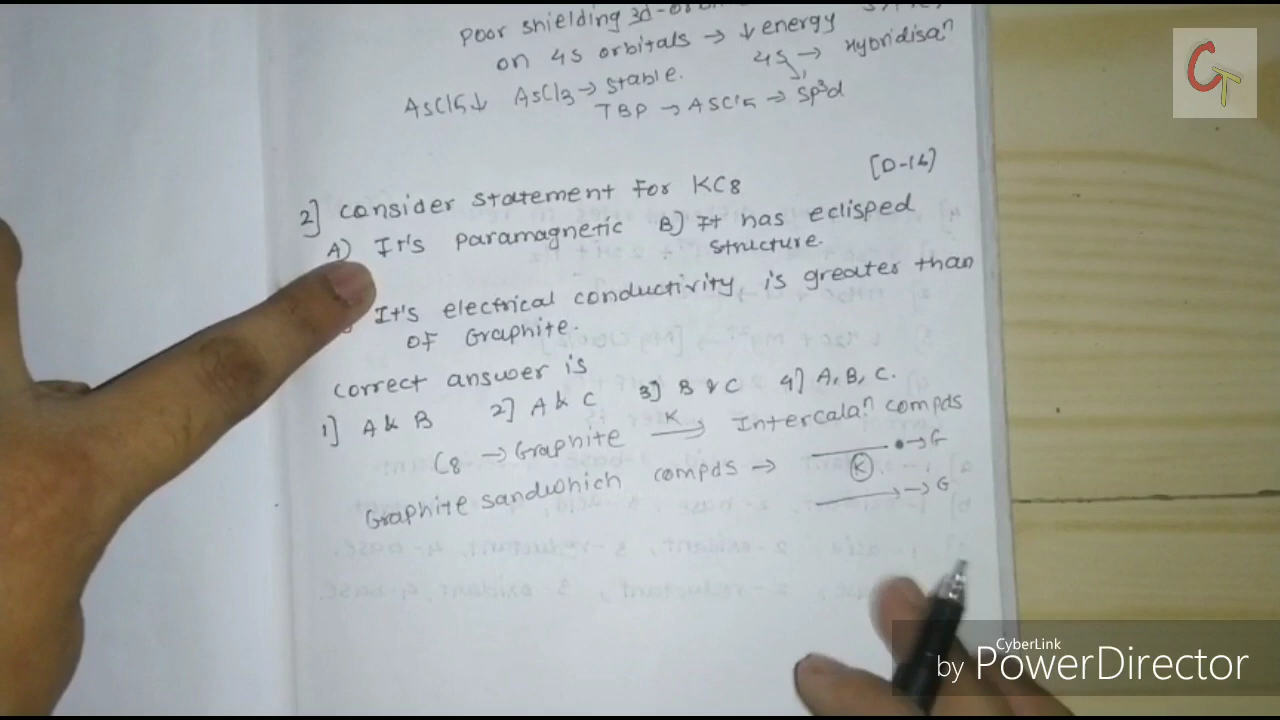 Poor shielding 3d-
on 4s orbitals → ↓ energy
4s → Hybridisaⁿ
AsCl5↓ AsCl3 → stable.
TBP → AsCl5 → sp³d
[D-16]
2] consider statement for KC8
A) It's paramagnetic B] It has eclisped
structure.
It's electrical conductivity is greater than
of Graphite.
correct answer is
1] A & B 2] A & C 3] B & C 4] A, B, C.
C8 → Graphite K→ Intercalaⁿ compds
Graphite sandwhich compds → → G
K
→ G
CT
CyberLink
by PowerDirector